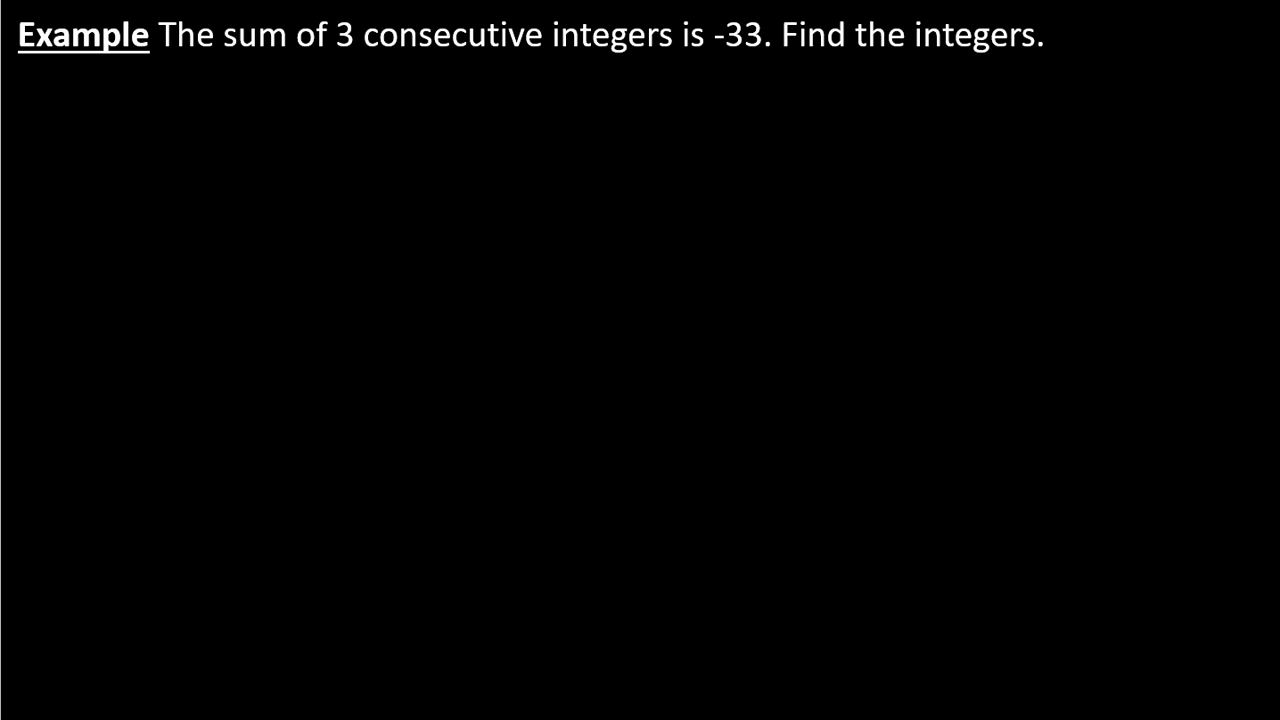 Example The sum of 3 consecutive integers is -33. Find the integers.